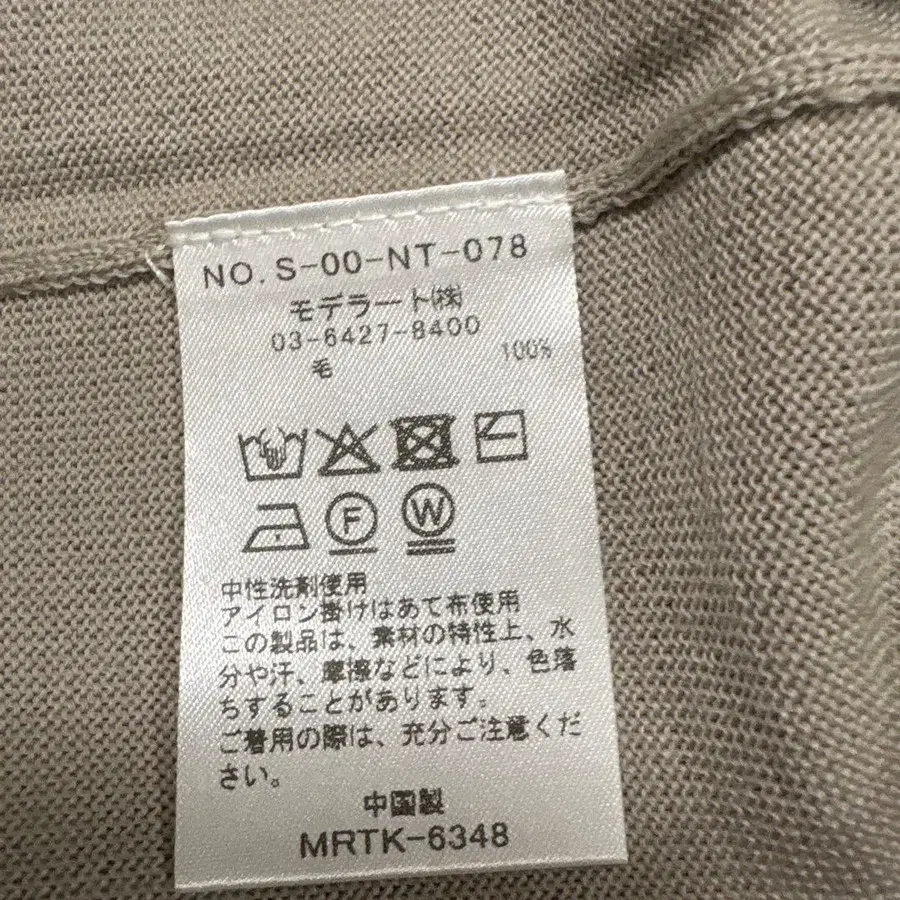 NO.S-00-NT-078
モデラート㈱
03-6427-8400
毛 100%
F W
中性洗剤使用
アイロン掛けはあて布使用
この製品は、素材の特性上、水
分や汗、摩擦などにより、色落
ちすることがあります。
ご着用の際は、充分ご注意くだ
さい。
中国製
MRTK-6348